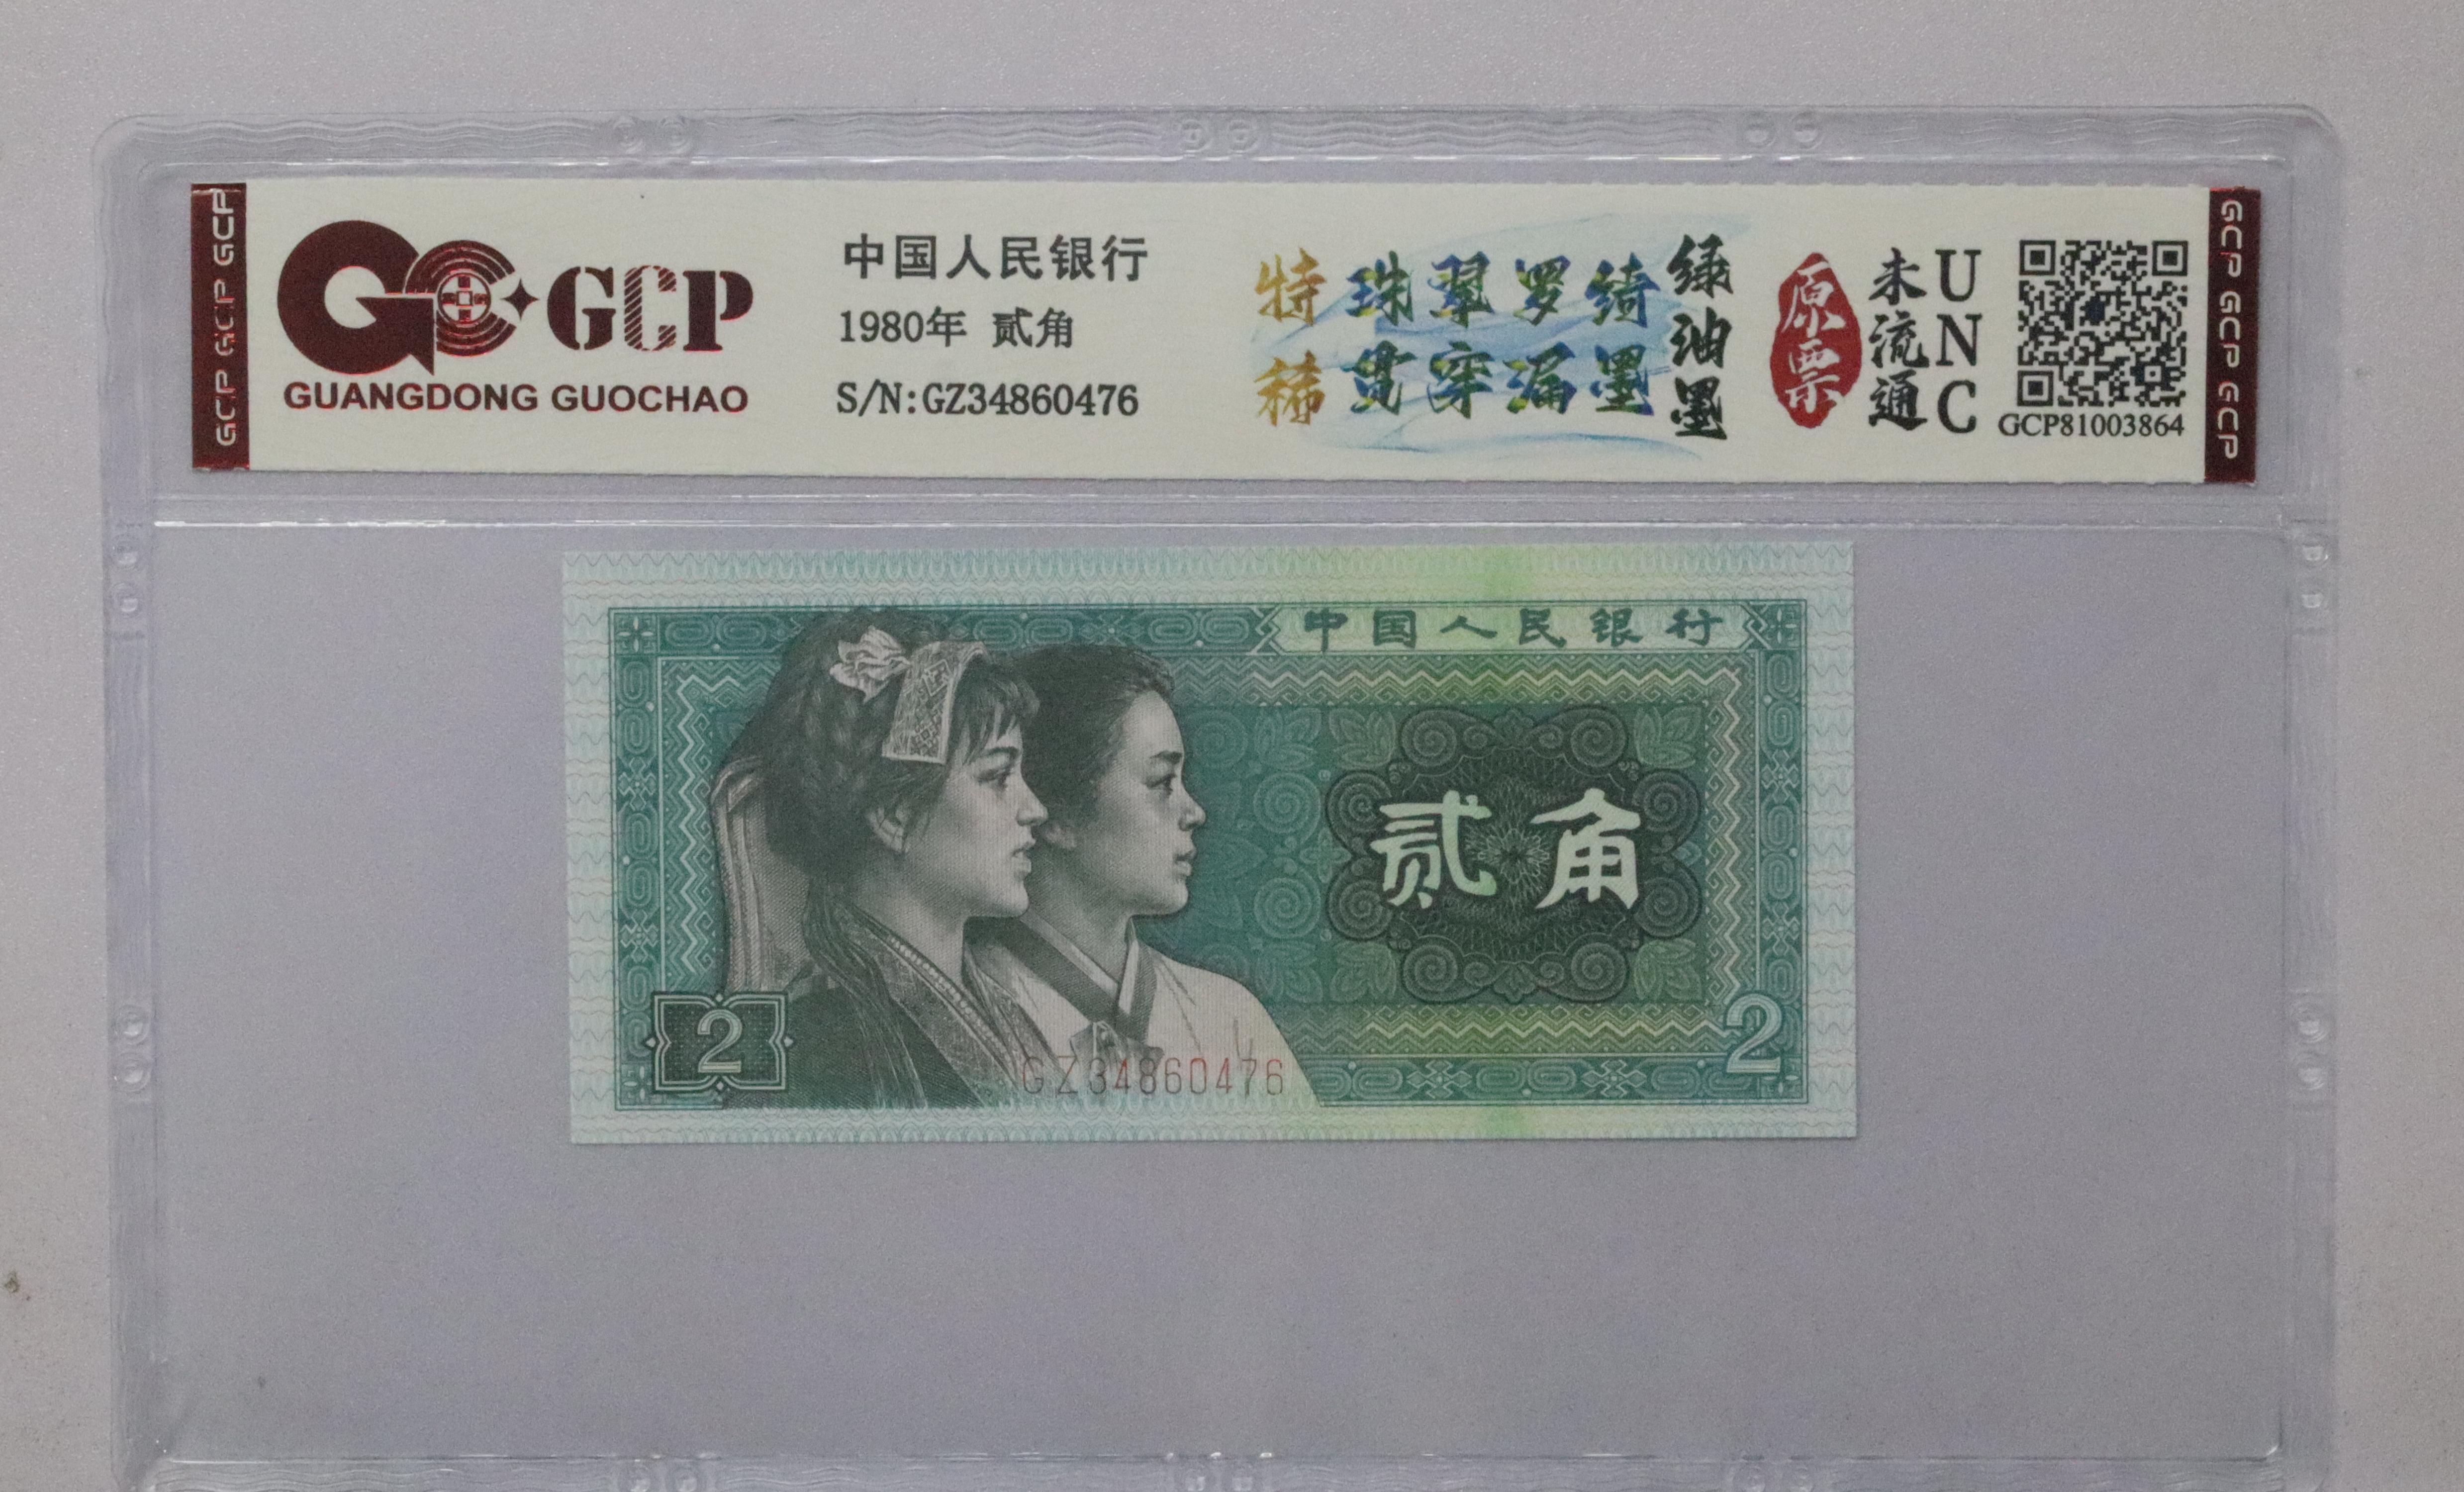 GCP GCP GCP
GCP
GUANGDONG GUOCHAO
中国人民银行
1980年 贰角
S/N:GZ34860476
特稀
珠翠罗绮
贯穿漏墨
绿油墨
原票
未流通
UNC
GCP81003864
GCP GCP GCP
中国人民银行
贰角
2
GZ34860476
2